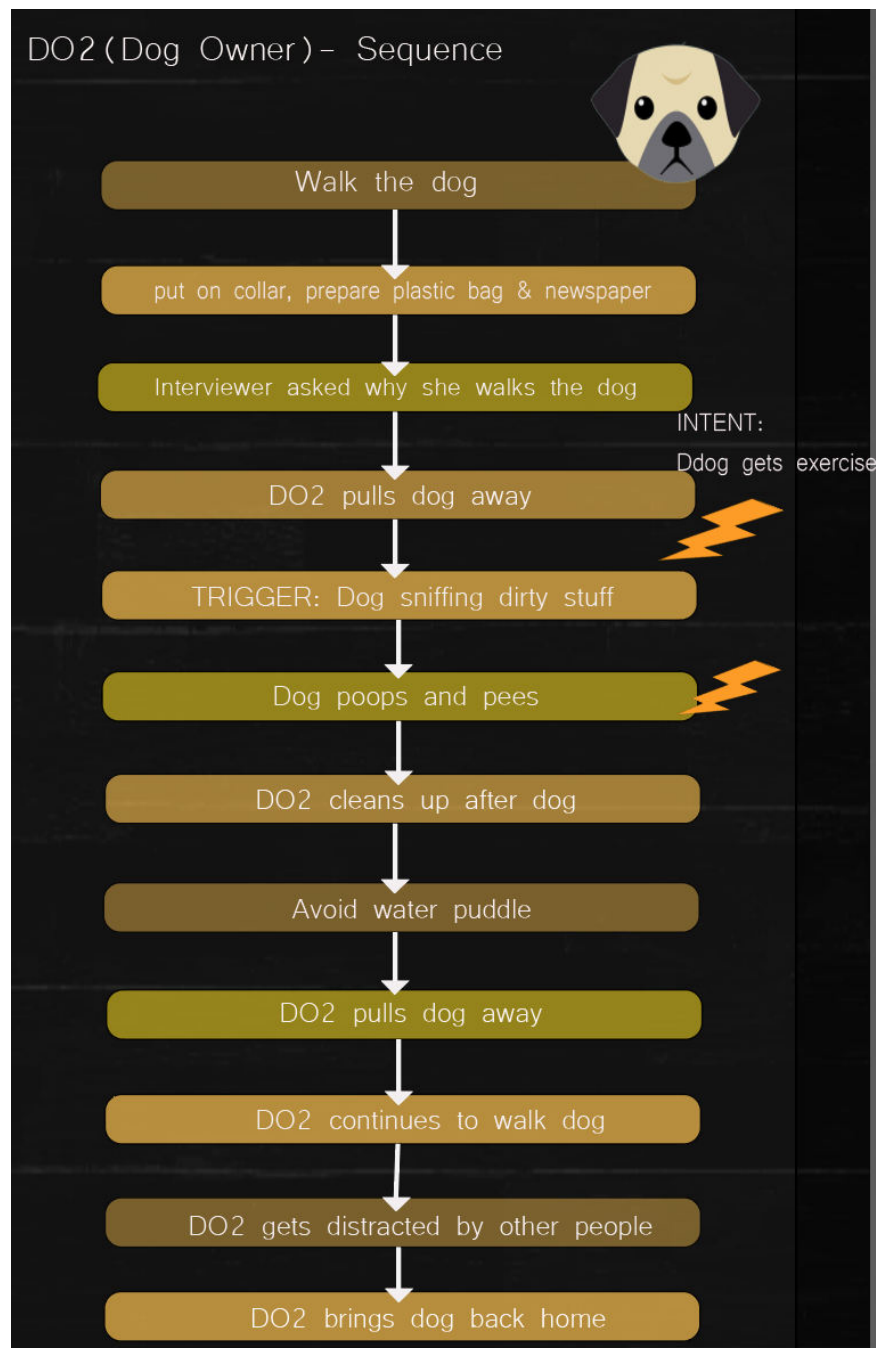 DO2(Dog Owner)- Sequence
Walk the dog
put on collar, prepare plastic bag & newspaper
Interviewer asked why she walks the dog
INTENT:
Ddog gets exercise
DO2 pulls dog away
TRIGGER: Dog sniffing dirty stuff
Dog poops and pees
DO2 cleans up after dog
Avoid water puddle
DO2 pulls dog away
DO2 continues to walk dog
DO2 gets distracted by other people
DO2 brings dog back home